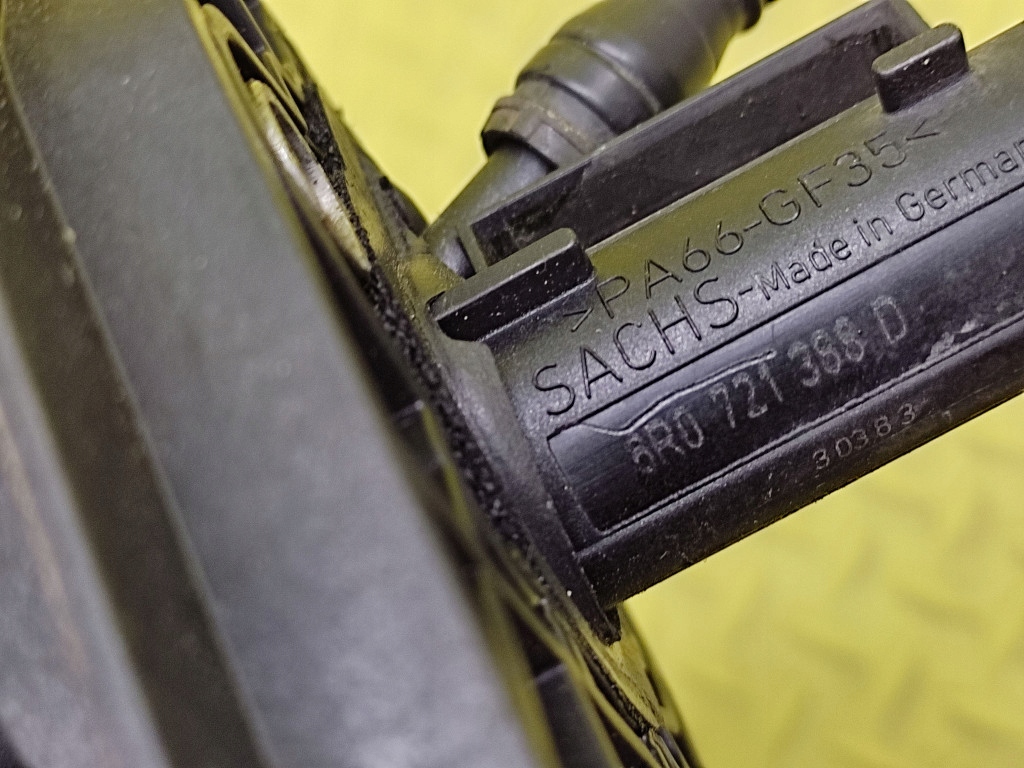 >PA66-GF35<
SACHS-Made in German
6R0 721 388 D
30383